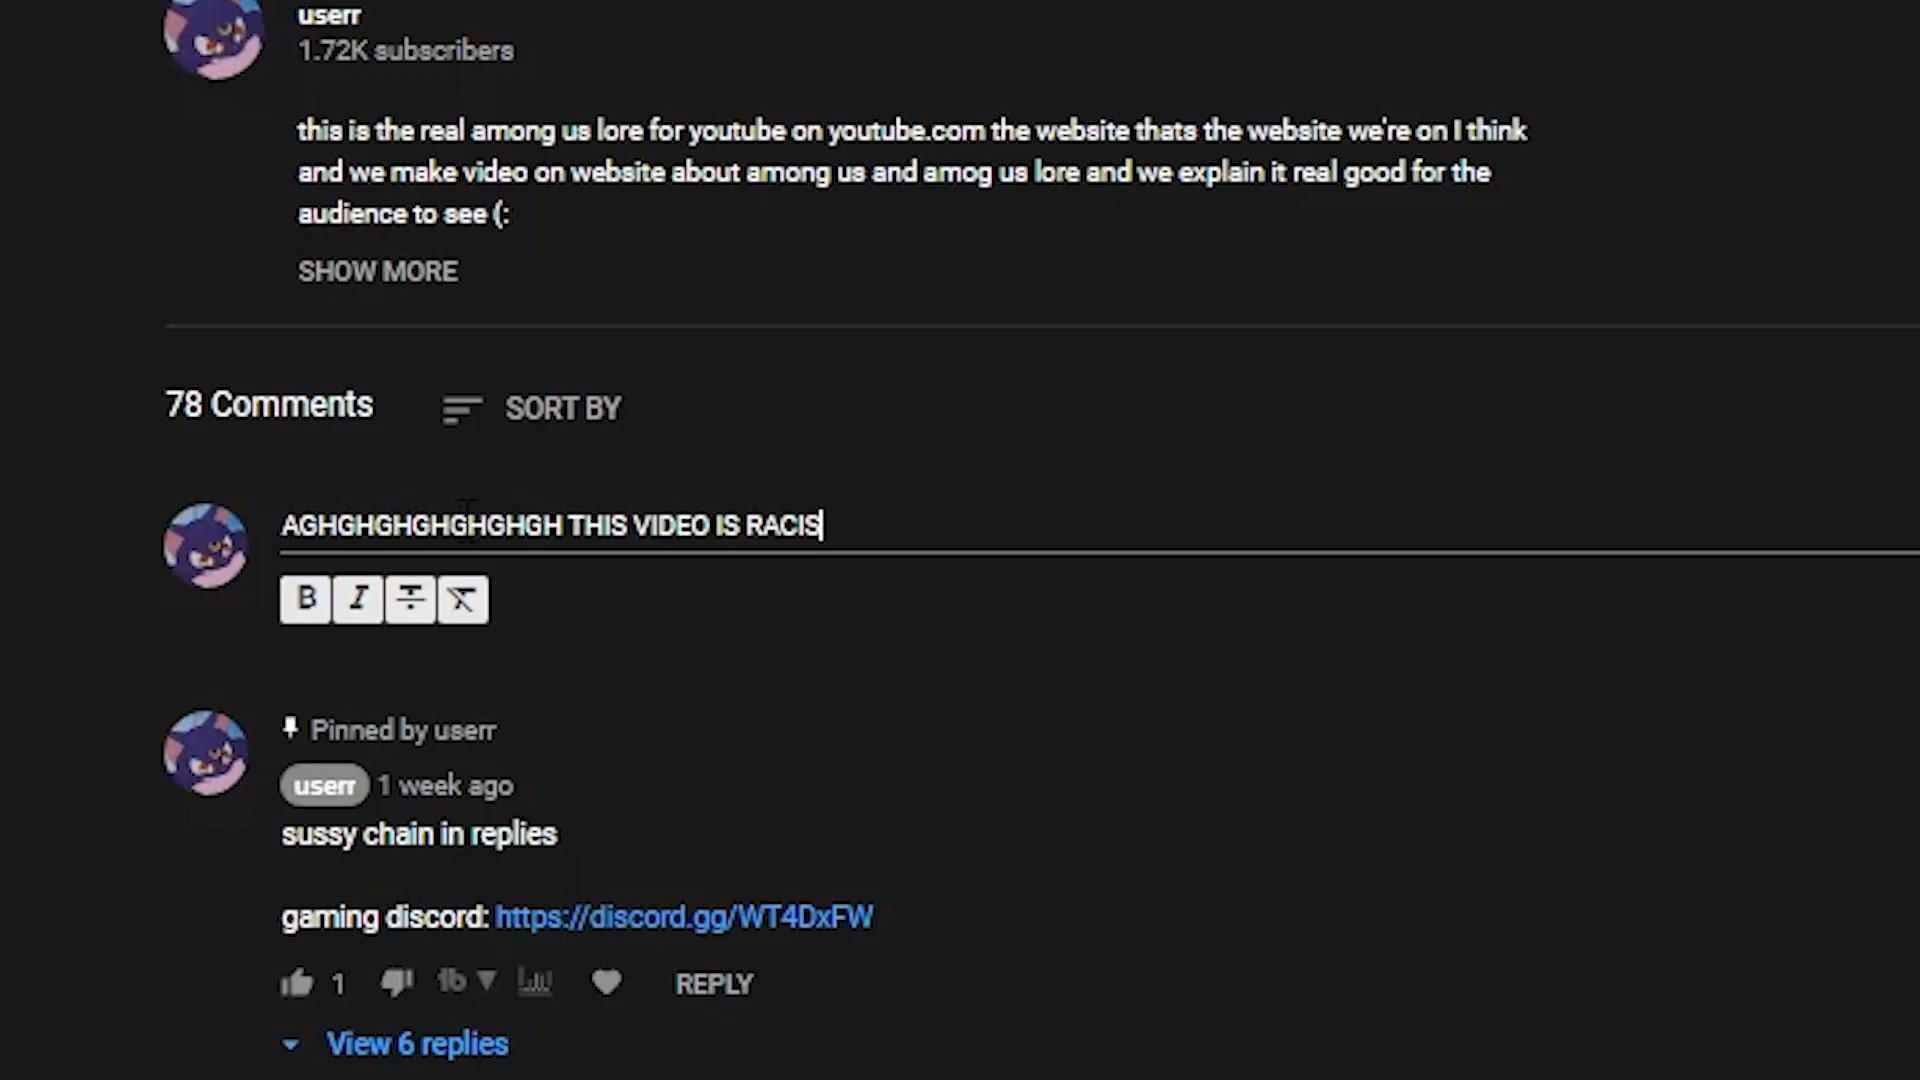 userr
1.72K subscribers
this is the real among us lore for youtube on youtube.com the website thats the website we're on I think
and we make video on website about among us and amog us lore and we explain it real good for the
audience to see (:
SHOW MORE
78 Comments SORT BY
AGHGHGHGHGHGHGH THIS VIDEO IS RACIS
B I T T
Pinned by userr
userr 1 week ago
sussy chain in replies
gaming discord: https://discord.gg/WT4DxFW
1 REPLY
View 6 replies